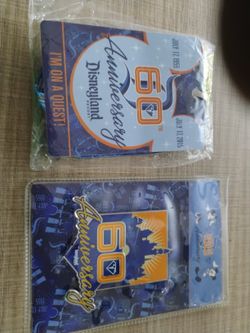 JULY 17, 1955
JULY 17, 2015
60
Anniversary
Disneyland
I'M ON A QUEST!
60
Anniversary